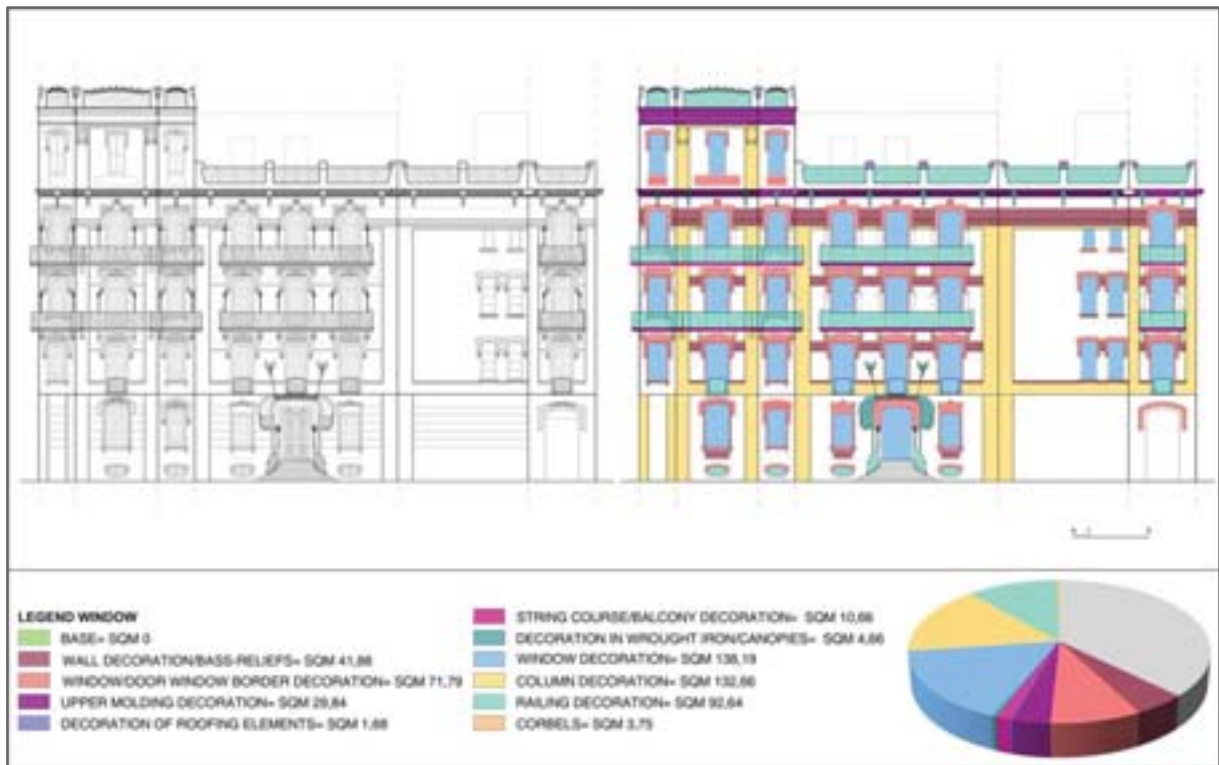 LEGEND WINDOW
BASE= SQM 0
WALL DECORATION/BASS-RELIEFS= SQM 41,88
WINDOW/DOOR WINDOW BORDER DECORATION= SQM 71,79
UPPER MOLDING DECORATION= SQM 29,84
DECORATION OF ROOFING ELEMENTS= SQM 1,68
STRING COURSE/BALCONY DECORATION= SQM 10,66
DECORATION IN WROUGHT IRON/CANOPIES= SQM 4,66
WINDOW DECORATION= SQM 138,19
COLUMN DECORATION= SQM 132,66
RAILING DECORATION= SQM 92,64
CORBELS= SQM 3,75